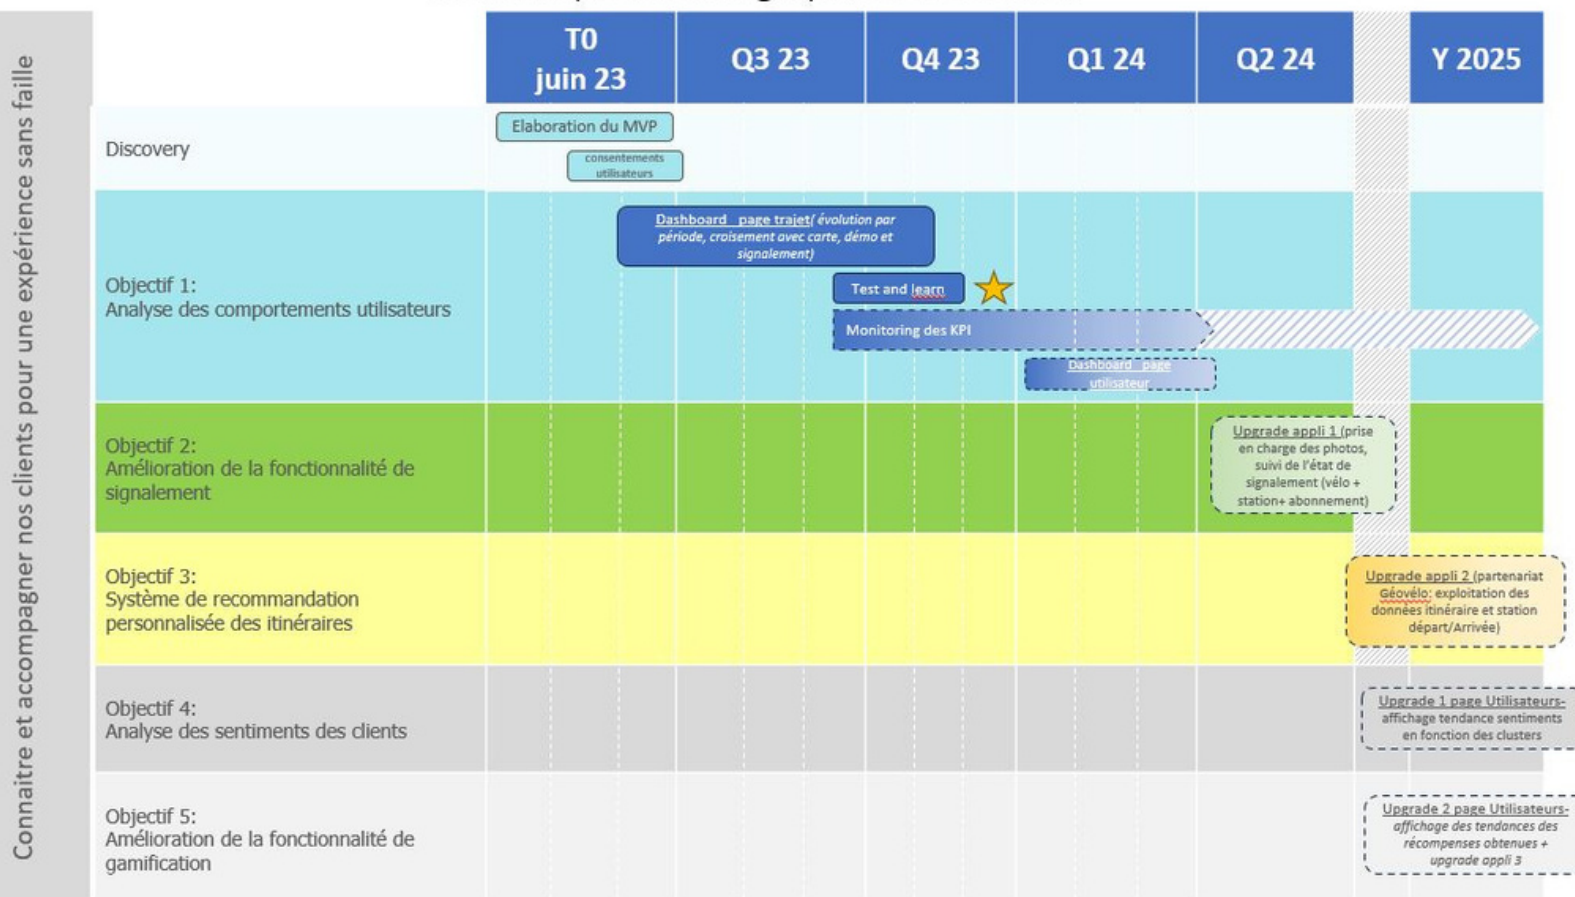 T0
juin 23
Q3 23
Q4 23
Q1 24
Q2 24
Y 2025
Connaitre et accompagner nos clients pour une expérience sans faille
Discovery
Elaboration du MVP
consentements
utilisateurs
Objectif 1:
Analyse des comportements utilisateurs
Dashboard page trajet( évolution par
période, croisement avec carte, démo et
signalement)
Test and learn
Monitoring des KPI
Dashboard page
utilisateur
Objectif 2:
Amélioration de la fonctionnalité de
signalement
Upgrade appli 1 (prise
en charge des photos,
suivi de l'état de
signalement (vélo +
station+ abonnement)
Objectif 3:
Système de recommandation
personnalisée des itinéraires
Upgrade appli 2 (partenariat
Géovélo: exploitation des
données itinéraire et station
départ/Arrivée)
Objectif 4:
Analyse des sentiments des clients
Upgrade 1 page Utilisateurs-
affichage tendance sentiments
en fonction des clusters
Objectif 5:
Amélioration de la fonctionnalité de
gamification
Upgrade 2 page Utilisateurs-
affichage des tendances des
récompenses obtenues +
upgrade appli 3